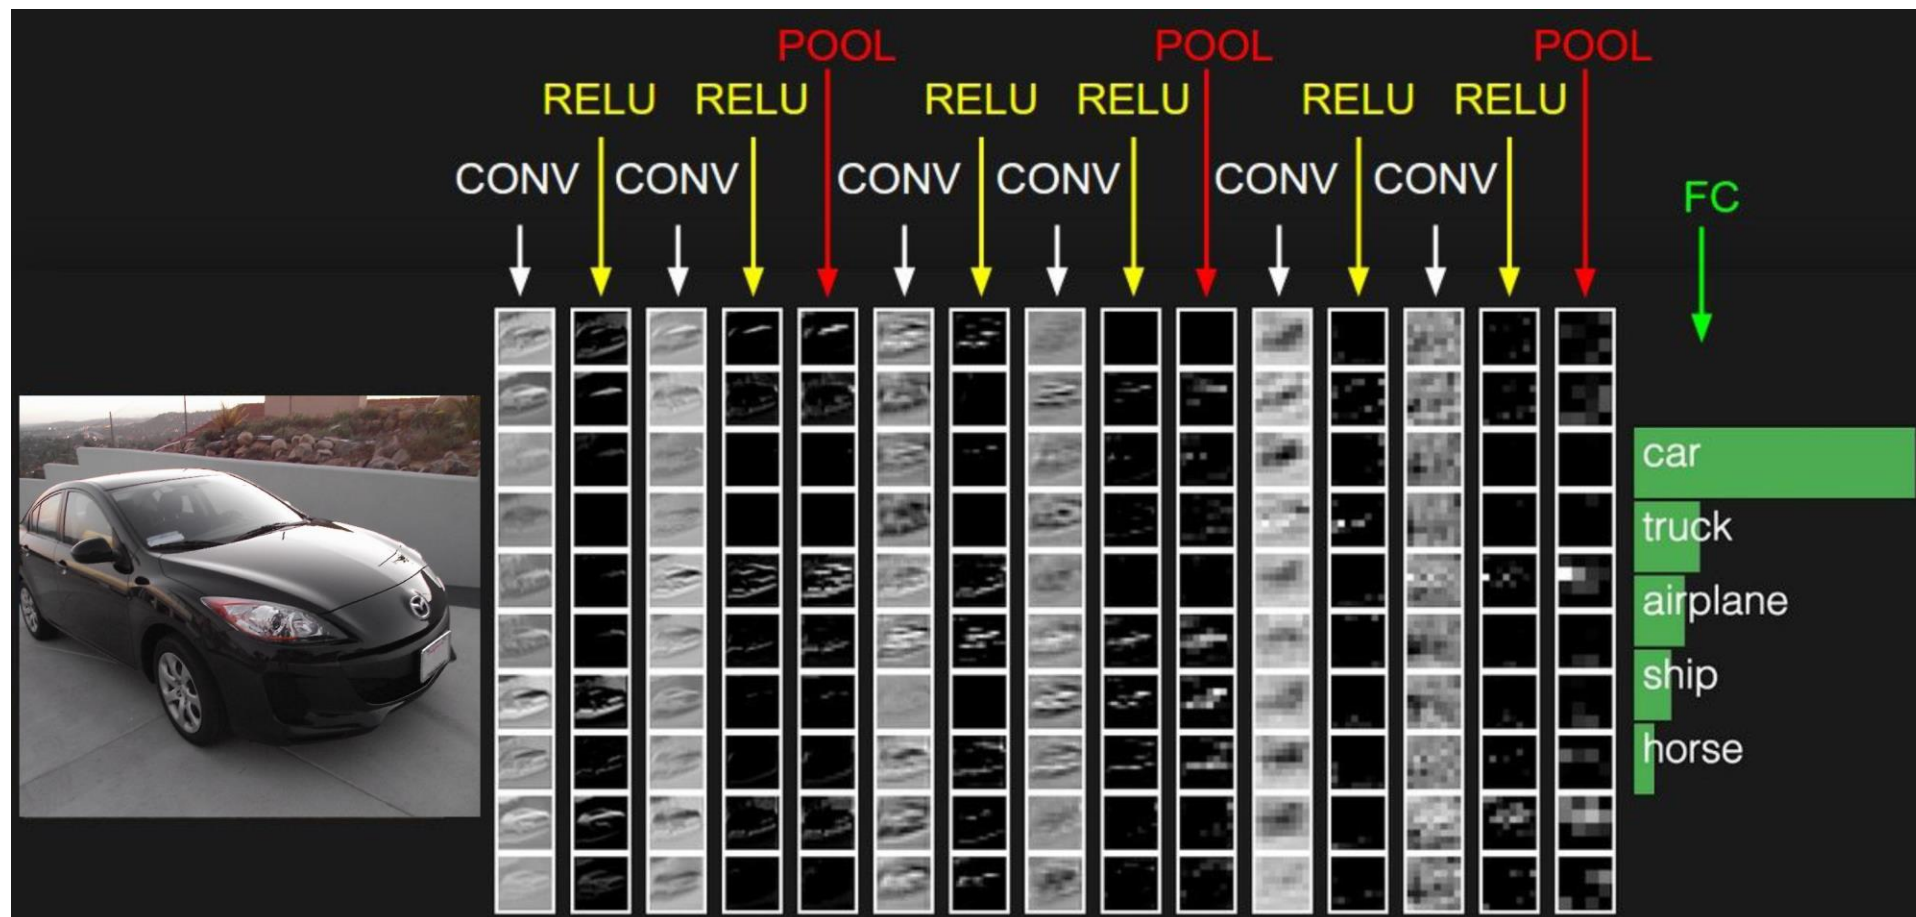 POOL POOL POOL
RELU RELU RELU RELU RELU RELU
CONV CONV CONV CONV CONV CONV
FC
car
truck
airplane
ship
horse